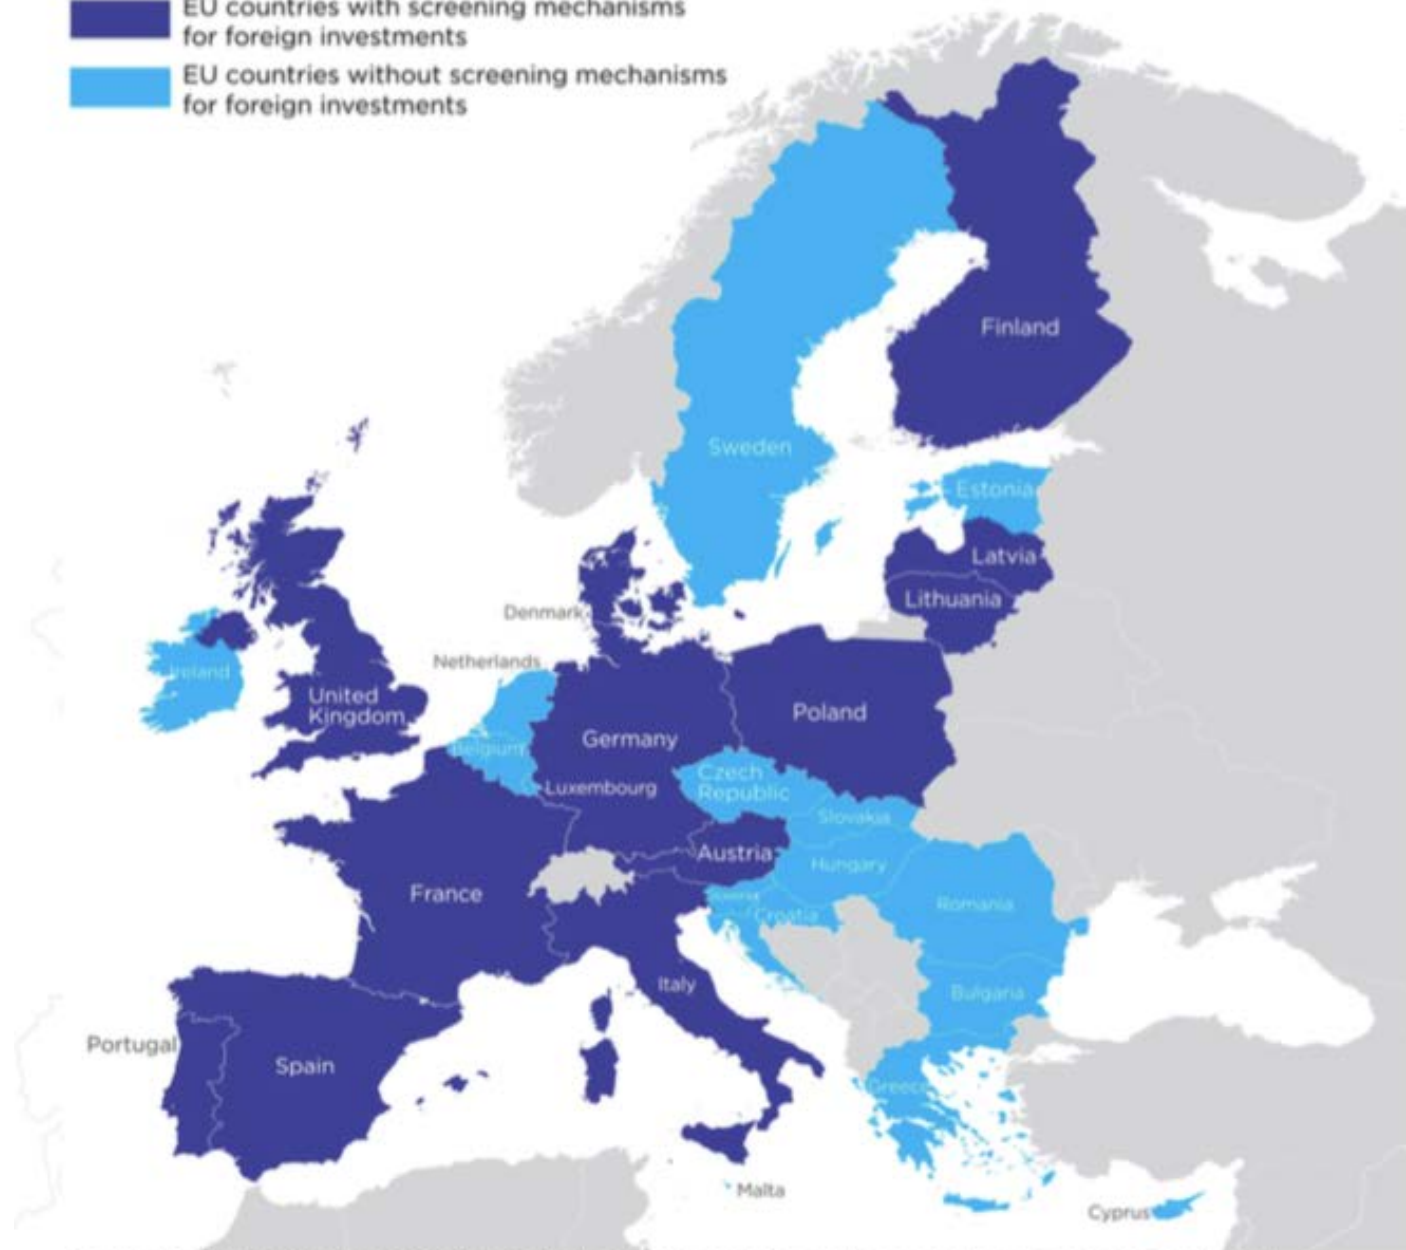 EU countries with screening mechanisms
for foreign investments
EU countries without screening mechanisms
for foreign investments
Finland
Sweden
Estonia
Latvia
Lithuania
Denmark
Netherlands
Ireland
United
Kingdom
Poland
Germany
Belgium
Luxembourg
Czech
Republic
Slovakia
Austria
Hungary
France
Romania
Croatia
Italy
Bulgaria
Portugal
Spain
Greece
Malta
Cyprus